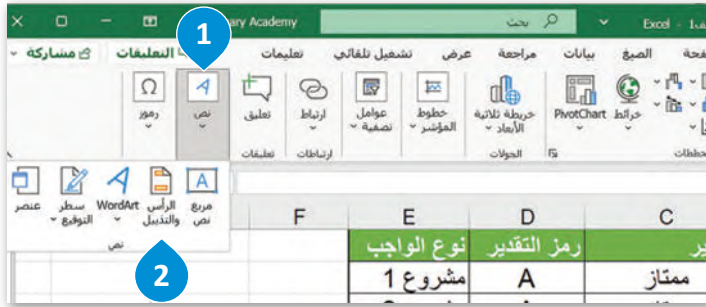 Excel - بحث ary Academy
الصيغ بيانات مراجعة عرض تشغيل تلقائي تعليمات التعليقات مشاركة
1
خرائط PivotChart خريطة ثلاثية الأبعاد خطوط المؤشر عوامل تصفية ارتباط تعليق نص رموز
الجولات ارتباطات تعليقات
مربع نص الرأس والتذييل WordArt سطر التوقيع عنصر
نص
2
C D E F
رمز التقدير نوع الواجب
ممتاز A مشروع 1